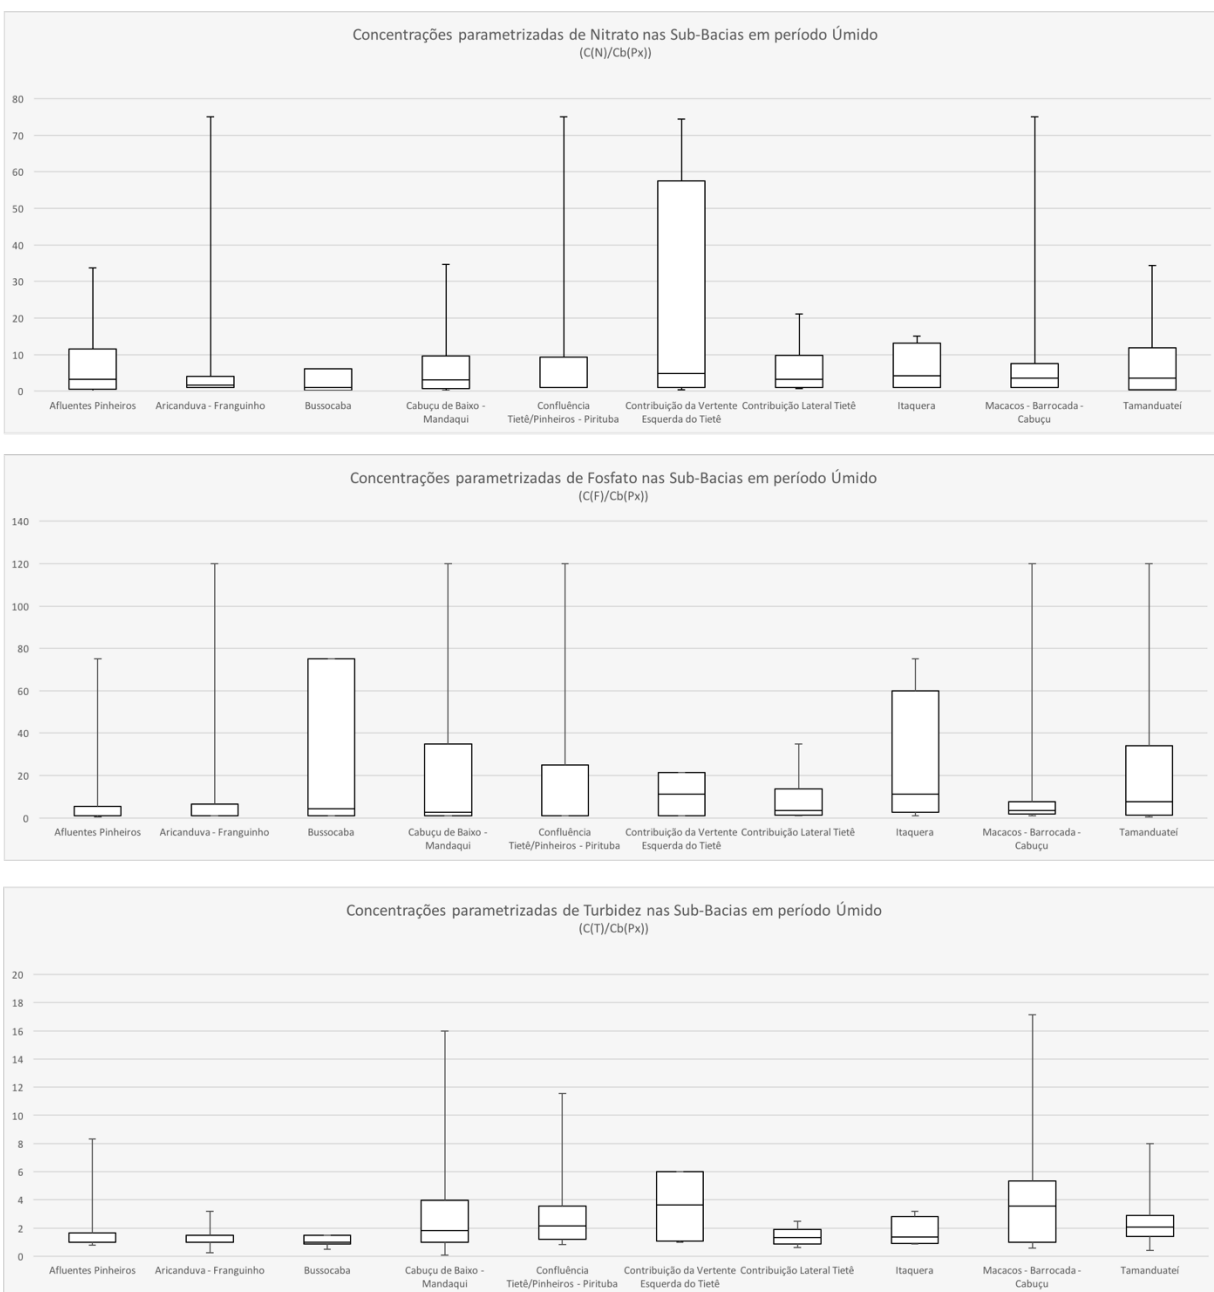 Concentrações parametrizadas de Nitrato nas Sub-Bacias em período Úmido
(C(N)/Cb(Px))
80
70
60
50
40
30
20
10
0
Afluentes Pinheiros
Aricanduva - Franguinho
Bussocaba
Cabuçu de Baixo -
Mandaqui
Confluência
Tietê/Pinheiros - Pirituba
Contribuição da Vertente
Esquerda do Tietê
Contribuição Lateral Tietê
Itaquera
Macacos - Barrocada -
Cabuçu
Tamanduateí
Concentrações parametrizadas de Fosfato nas Sub-Bacias em período Úmido
(C(F)/Cb(Px))
140
120
100
80
60
40
20
0
Afluentes Pinheiros
Aricanduva - Franguinho
Bussocaba
Cabuçu de Baixo -
Mandaqui
Confluência
Tietê/Pinheiros - Pirituba
Contribuição da Vertente
Esquerda do Tietê
Contribuição Lateral Tietê
Itaquera
Macacos - Barrocada -
Cabuçu
Tamanduateí
Concentrações parametrizadas de Turbidez nas Sub-Bacias em período Úmido
(C(T)/Cb(Px))
20
18
16
14
12
10
8
6
4
2
0
Afluentes Pinheiros
Aricanduva - Franguinho
Bussocaba
Cabuçu de Baixo -
Mandaqui
Confluência
Tietê/Pinheiros - Pirituba
Contribuição da Vertente
Esquerda do Tietê
Contribuição Lateral Tietê
Itaquera
Macacos - Barrocada -
Cabuçu
Tamanduateí